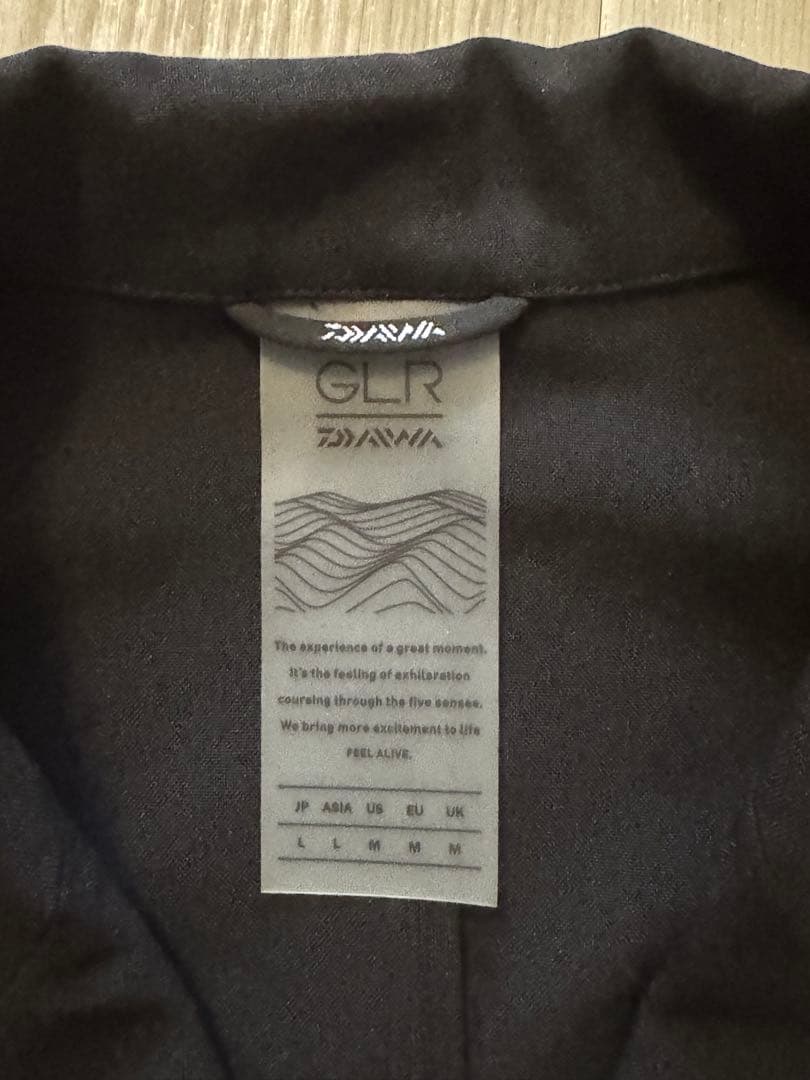 DAIWA
GLR
DAIWA
The experience of a great moment.
It's the feeling of exhilaration
coursing through the five senses.
We bring more excitement to life
FEEL ALIVE.
JP ASIA US EU UK
L L M M M